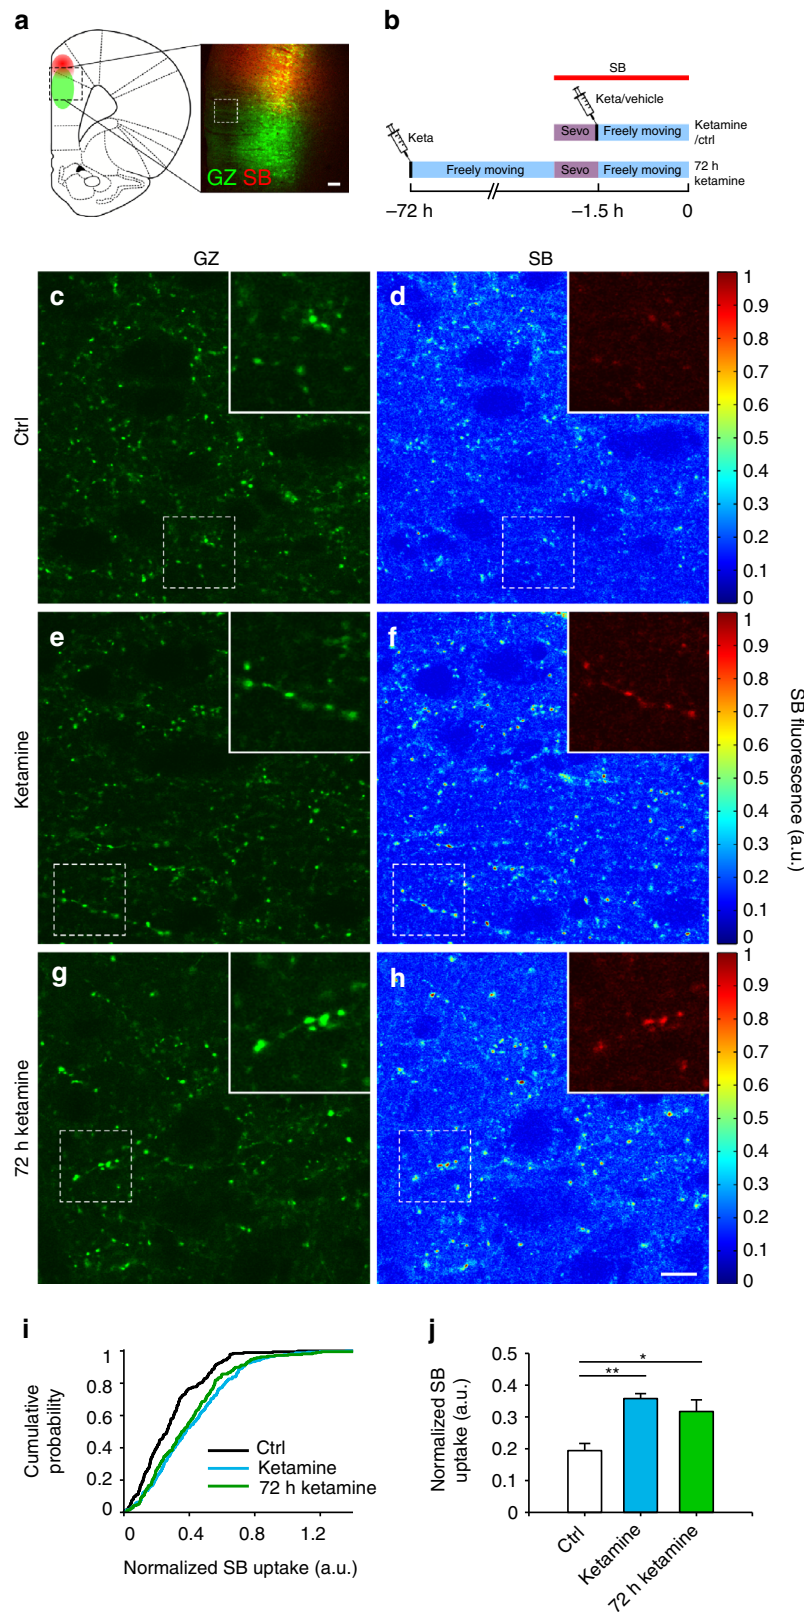 a
GZ SB
b
SB
Keta/vehicle
Sevo Freely moving Ketamine /ctrl
Keta
Freely moving Sevo Freely moving 72 h ketamine
−72 h −1.5 h 0
GZ SB
Ctrl
c
d
1
0.9
0.8
0.7
0.6
0.5
0.4
0.3
0.2
0.1
0
Ketamine
e
f
1
0.9
0.8
0.7
0.6
0.5
0.4
0.3
0.2
0.1
0
SB fluorescence (a.u.)
72 h ketamine
g
h
1
0.9
0.8
0.7
0.6
0.5
0.4
0.3
0.2
0.1
0
i
Cumulative probability
1
0.8
0.6
0.4
0.2
0
Ctrl
Ketamine
72 h ketamine
0 0.4 0.8 1.2
Normalized SB uptake (a.u.)
j
Normalized SB uptake (a.u.)
0.5
0.4
0.3
0.2
0.1
0
*
**
Ctrl
Ketamine
72 h ketamine